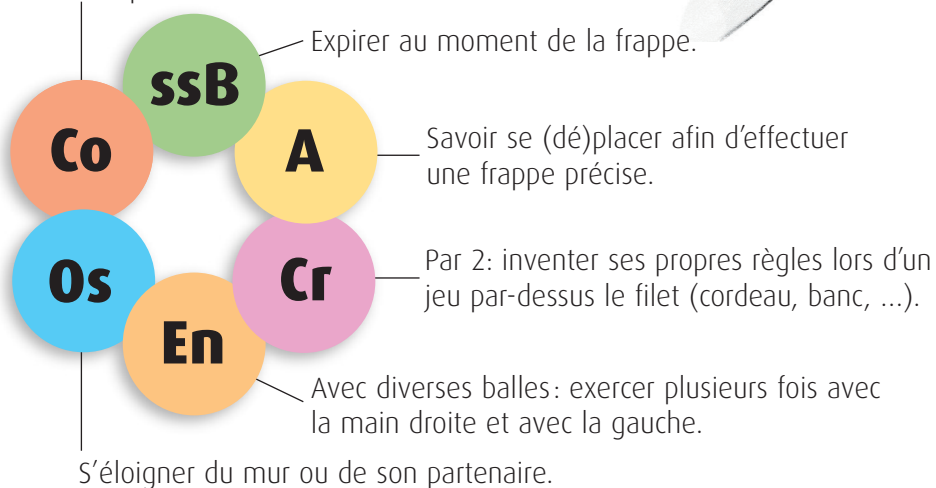 ssB
Expirer au moment de la frappe.
Co
A
Savoir se (dé)placer afin d'effectuer
une frappe précise.
Os
Cr
Par 2: inventer ses propres règles lors d'un
jeu par-dessus le filet (cordeau, banc, ...).
En
Avec diverses balles: exercer plusieurs fois avec
la main droite et avec la gauche.
S'éloigner du mur ou de son partenaire.